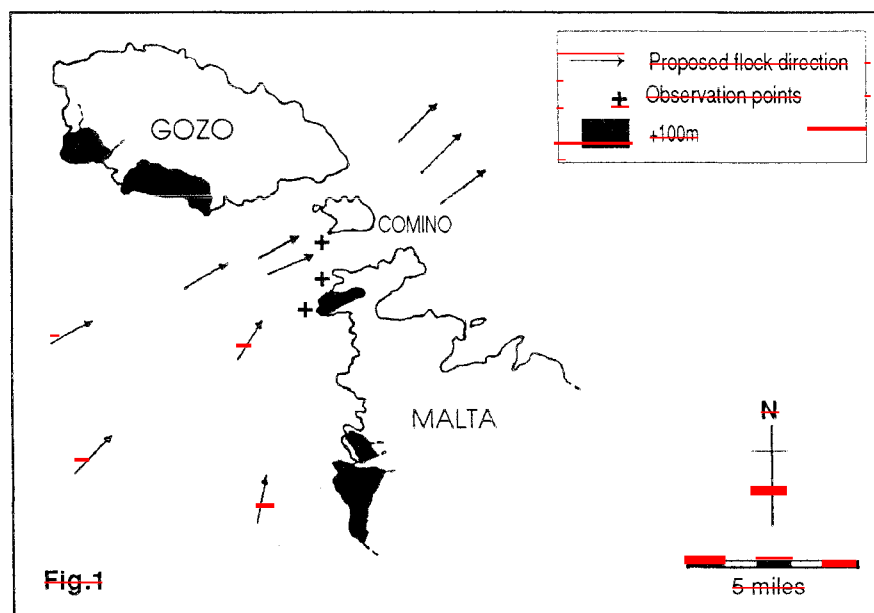 Proposed flock direction
Observation points
+100m
GOZO
COMINO
MALTA
N
5 miles
Fig.1